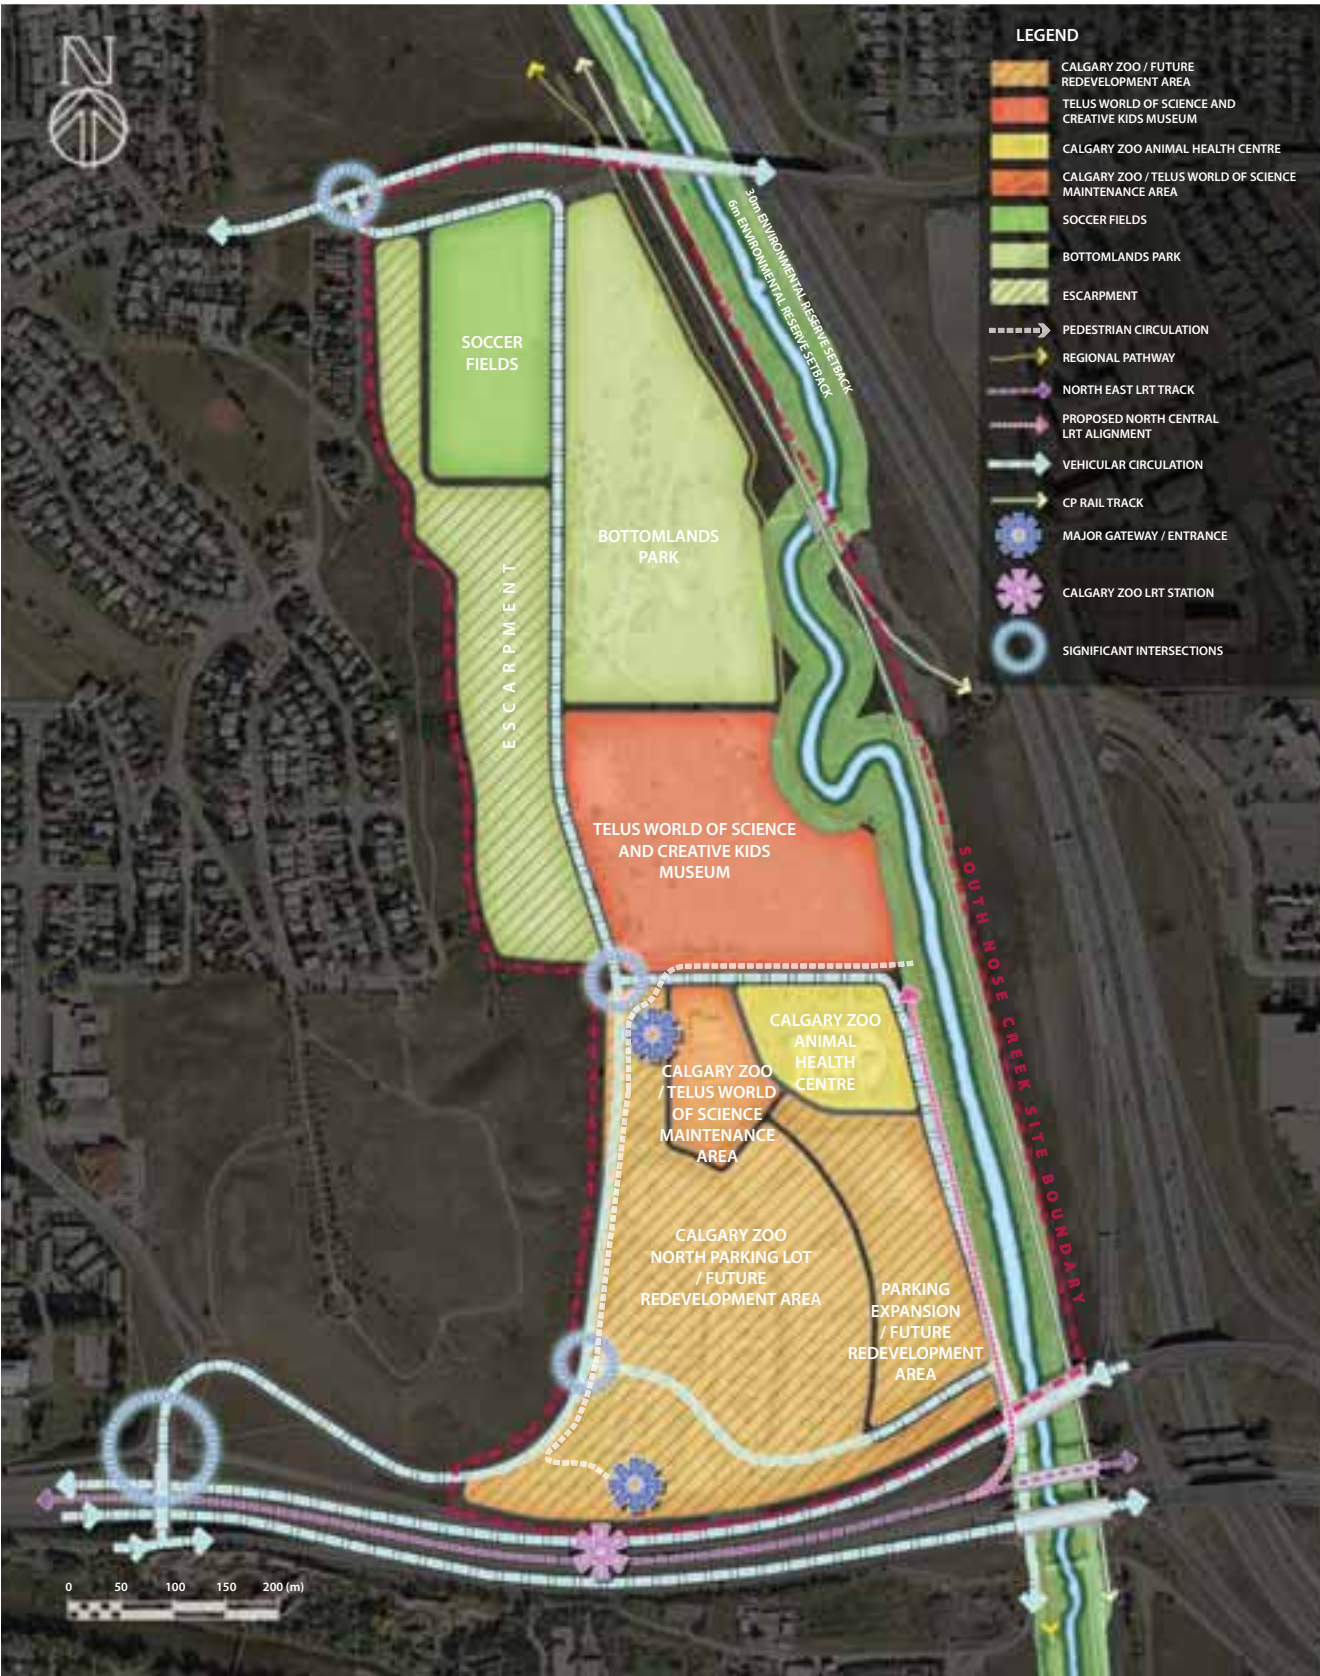 N
LEGEND
CALGARY ZOO / FUTURE
REDEVELOPMENT AREA
TELUS WORLD OF SCIENCE AND
CREATIVE KIDS MUSEUM
CALGARY ZOO ANIMAL HEALTH CENTRE
CALGARY ZOO / TELUS WORLD OF SCIENCE
MAINTENANCE AREA
SOCCER FIELDS
BOTTOMLANDS PARK
ESCARPMENT
PEDESTRIAN CIRCULATION
REGIONAL PATHWAY
NORTH EAST LRT TRACK
PROPOSED NORTH CENTRAL
LRT ALIGNMENT
VEHICULAR CIRCULATION
CP RAIL TRACK
MAJOR GATEWAY / ENTRANCE
CALGARY ZOO LRT STATION
SIGNIFICANT INTERSECTIONS
30m ENVIRONMENTAL RESERVE SETBACK
6m ENVIRONMENTAL RESERVE SETBACK
SOCCER
FIELDS
BOTTOMLANDS
PARK
ESCARPMENT
TELUS WORLD OF SCIENCE
AND CREATIVE KIDS
MUSEUM
SOUTH NOSE CREEK SITE BOUNDARY
CALGARY ZOO
ANIMAL
HEALTH
CENTRE
CALGARY ZOO
/ TELUS WORLD
OF SCIENCE
MAINTENANCE
AREA
CALGARY ZOO
NORTH PARKING LOT
/ FUTURE
REDEVELOPMENT AREA
PARKING
EXPANSION
/ FUTURE
REDEVELOPMENT
AREA
0 50 100 150 200 (m)